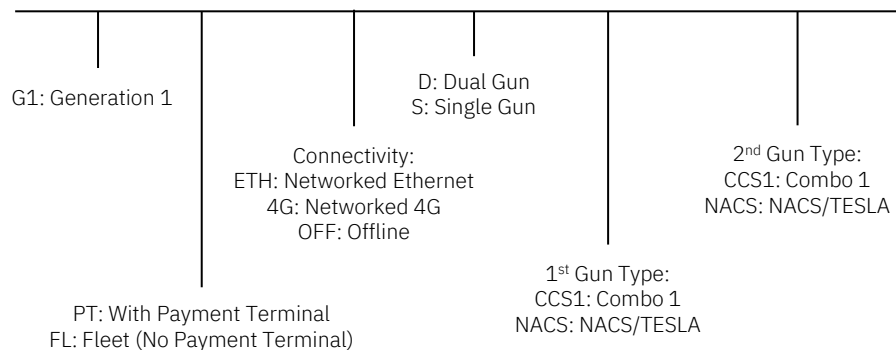 G1: Generation 1
PT: With Payment Terminal
FL: Fleet (No Payment Terminal)
Connectivity:
ETH: Networked Ethernet
4G: Networked 4G
OFF: Offline
D: Dual Gun
S: Single Gun
1st Gun Type:
CCS1: Combo 1
NACS: NACS/TESLA
2nd Gun Type:
CCS1: Combo 1
NACS: NACS/TESLA